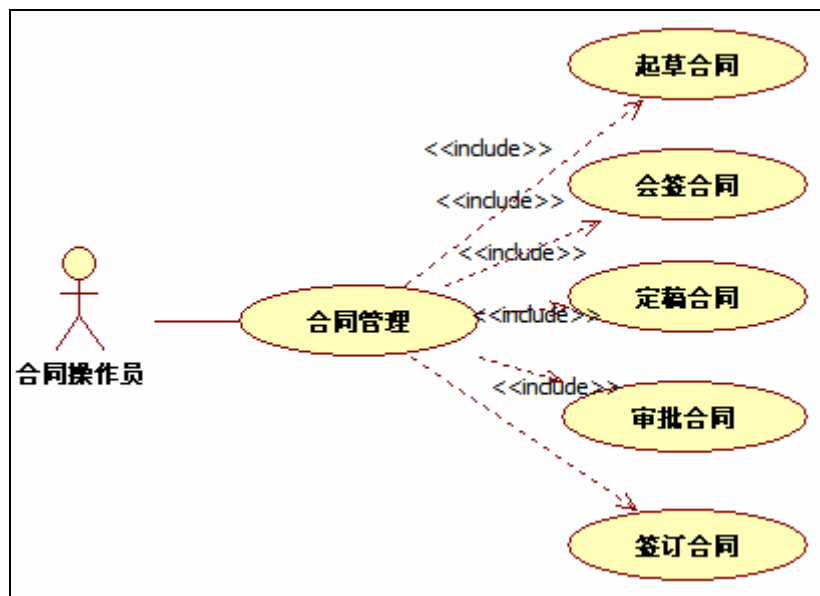 起草合同
<<include>>
会签合同
<<include>>
<<include>>
定稿合同
合同管理
<<include>>
合同操作员
<<include>>
审批合同
签订合同